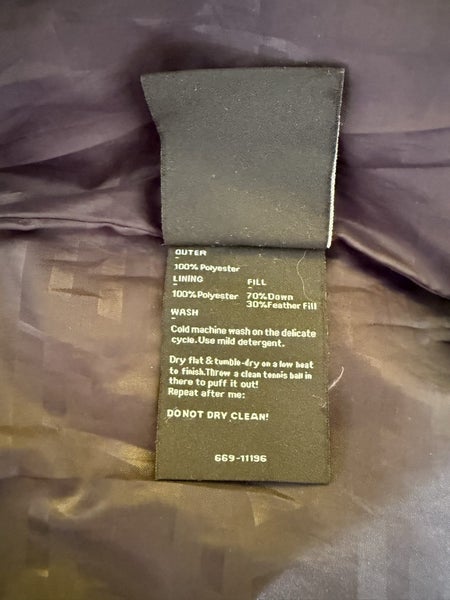 OUTER
-
100% Polyester
LINING FILL
- -
100% Polyester 70% Down
30% Feather Fill
WASH
-
Cold machine wash on the delicate
cycle. Use mild detergent.
Dry flat & tumble-dry on a low heat
to finish.Throw a clean tennis ball in
there to puff it out!
Repeat after me:
DO NOT DRY CLEAN!
669-11196